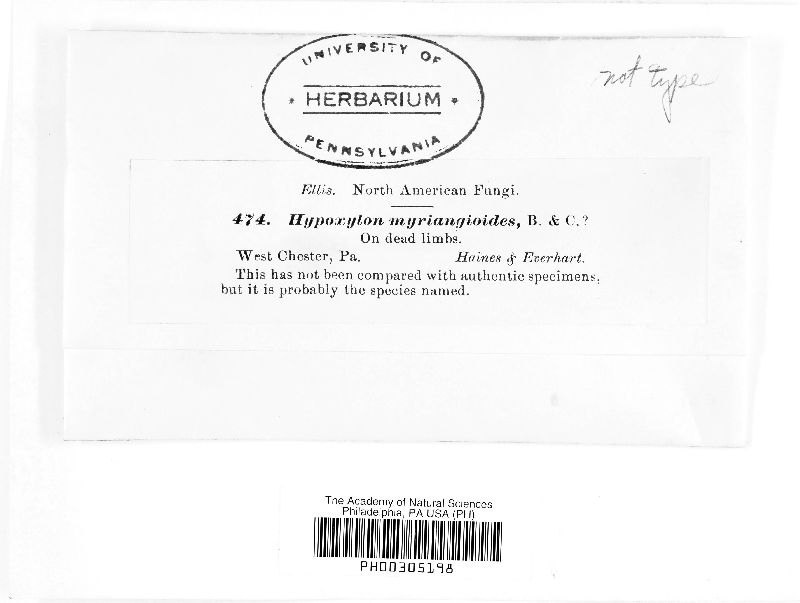 UNIVERSITY OF
HERBARIUM
PENNSYLVANIA
not type
Ellis. North American Fungi.
474. Hypoxylon myriangioides, B. & C.?
On dead limbs.
West Chester, Pa. Haines & Everhart.
This has not been compared with authentic specimens,
but it is probably the species named.
The Academy of Natural Sciences
Philadelphia, PA USA (PH)
PH00305198